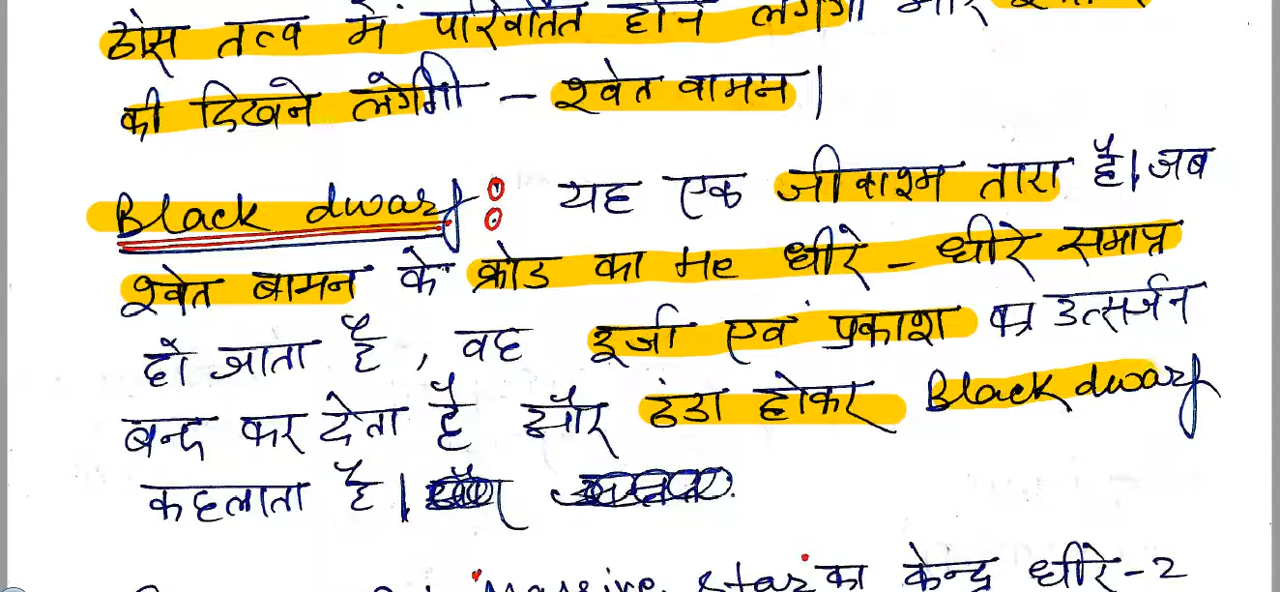 ठोस तत्व में परिवर्तित होने लगेगी और
की दिखने लगेगी – श्वेत वामन।
Black dwarf: यह एक जीवाश्म तारा है। जब
श्वेत बामन के क्रोड का He धीरे – धीरे समाप्त
हो जाता है, वह उर्जा एवं प्रकाश का उत्सर्जन
बन्द कर देता है और ठंडा होकर Black dwarf
कहलाता है।
Massive star का केन्द्र धीरे-2